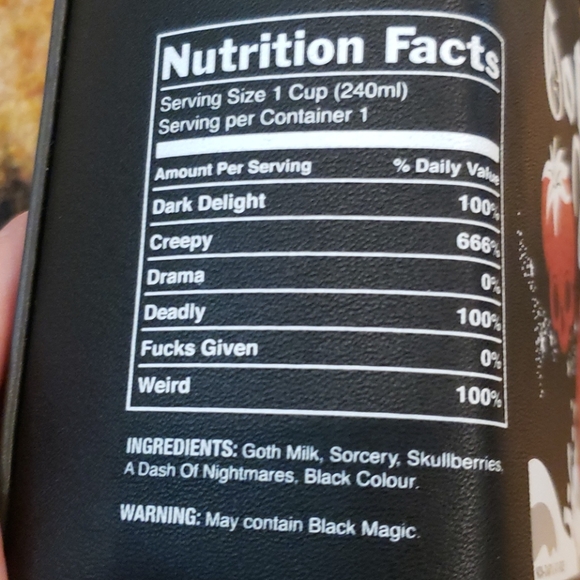 Nutrition Facts
Serving Size 1 Cup (240ml)
Serving per Container 1
Amount Per Serving % Daily Value
Dark Delight 100%
Creepy 666%
Drama 0%
Deadly 100%
Fucks Given 0%
Weird 100%
INGREDIENTS: Goth Milk, Sorcery, Skullberries,
A Dash Of Nightmares, Black Colour.
WARNING: May contain Black Magic.